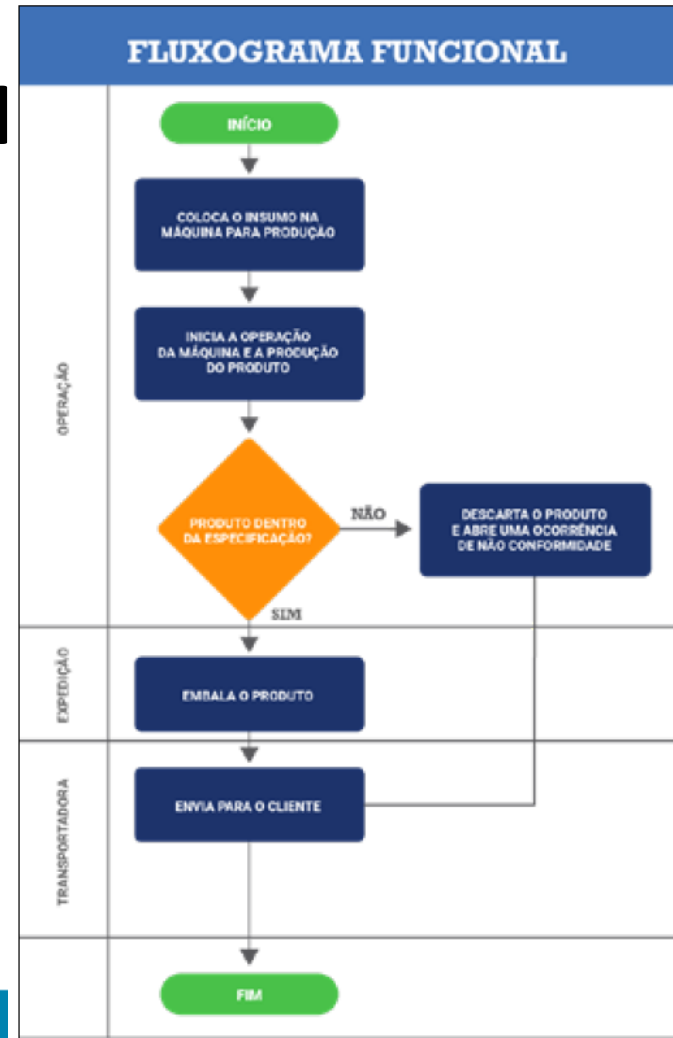 FLUXOGRAMA FUNCIONAL
OPERAÇÃO
INÍCIO
COLOCA O INSUMO NA
MÁQUINA PARA PRODUÇÃO
INICIA A OPERAÇÃO
DA MÁQUINA E A PRODUÇÃO
DO PRODUTO
PRODUTO DENTRO
DA ESPECIFICAÇÃO?
NÃO
DESCARTA O PRODUTO
E ABRE UMA OCORRÊNCIA
DE NÃO CONFORMIDADE
SIM
EXPEDIÇÃO
EMBALA O PRODUTO
TRANSPORTADORA
ENVIA PARA O CLIENTE
FIM